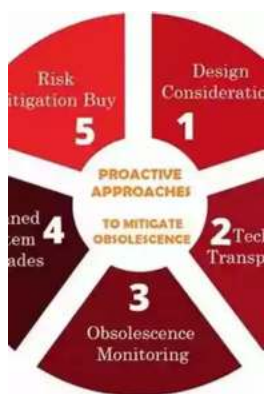 PROACTIVE
APPROACHES
TO MITIGATE
OBSOLESCENCE
Design
Consideratio
1
2 Tech
Transp
3
Obsolescence
Monitoring
nned
tem 4
ades
Risk
itigation Buy
5